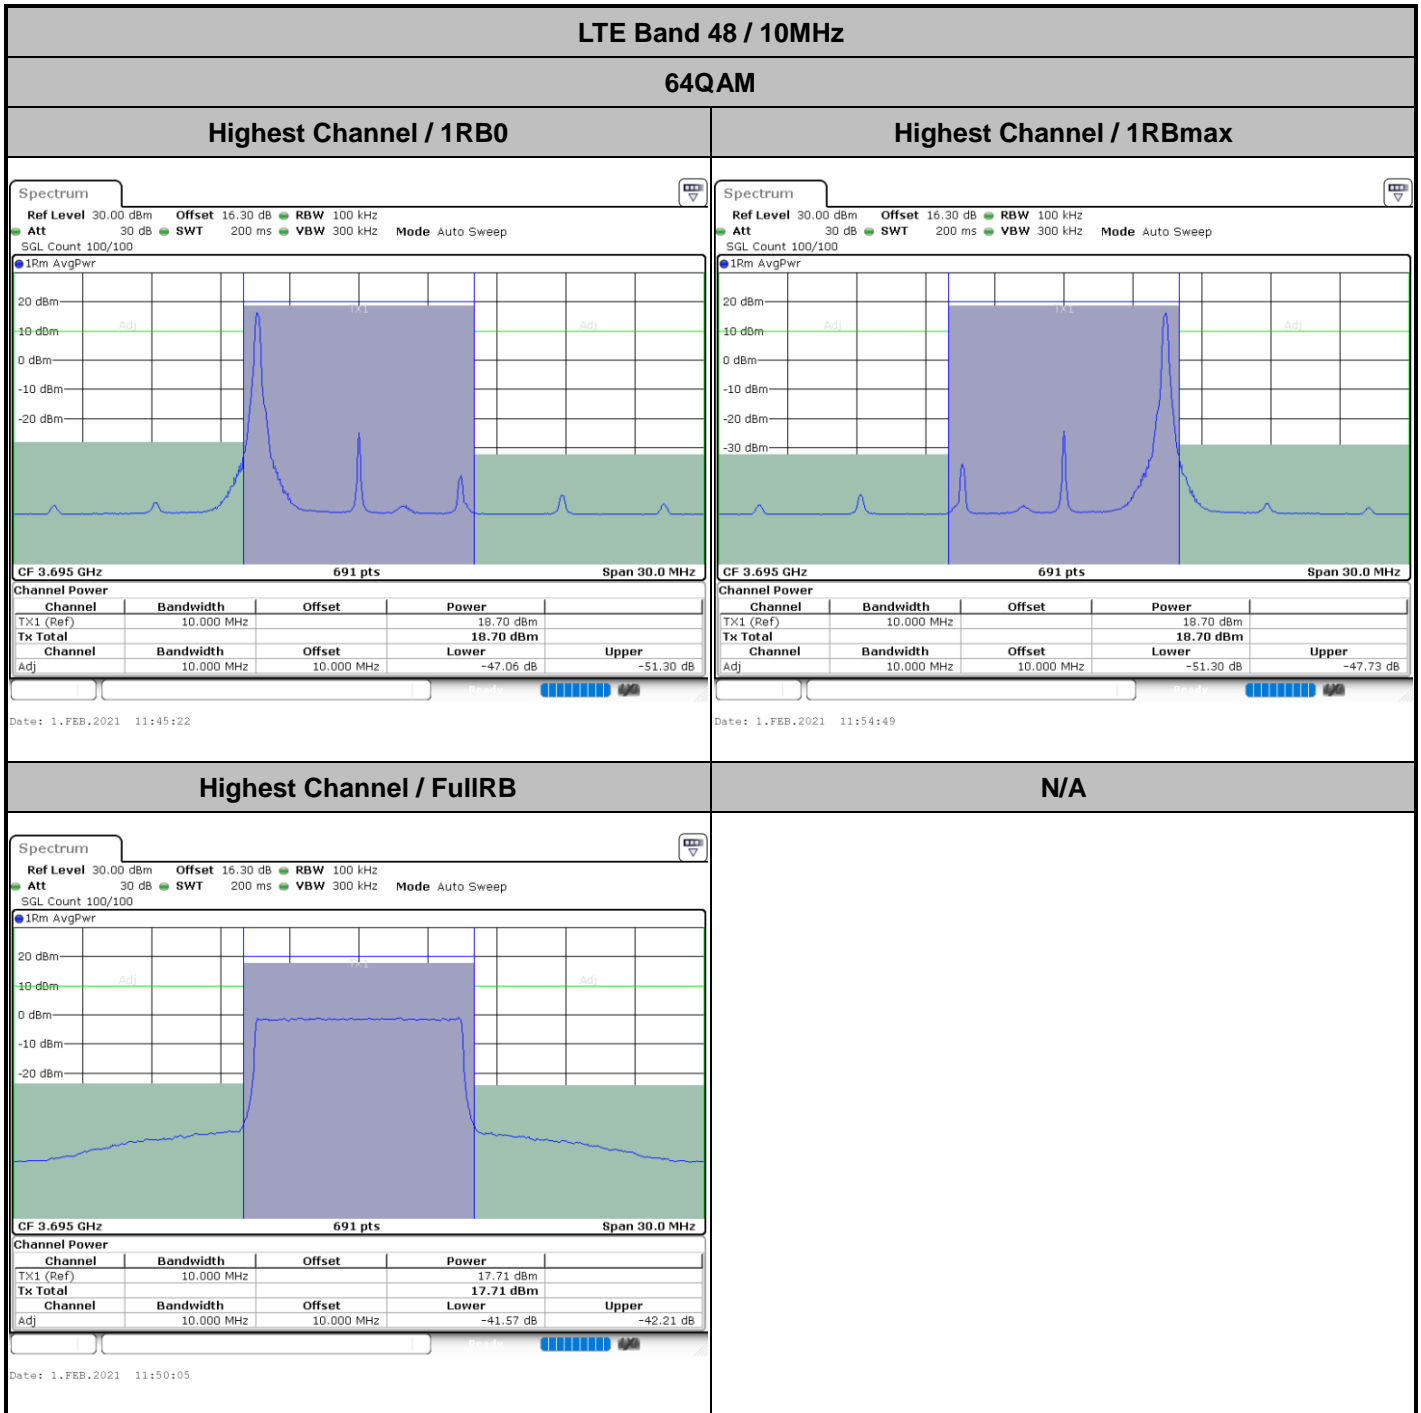 LTE Band 48 / 10MHz
64QAM
Highest Channel / 1RB0
Highest Channel / 1RBmax
Spectrum
Ref Level 30.00 dBm Offset 16.30 dB RBW 100 kHz
Att 30 dB SWT 200 ms VBW 300 kHz Mode Auto Sweep
SGL Count 100/100
1Rm AvgPwr
TX1
Adj
Adj
20 dBm
10 dBm
0 dBm
-10 dBm
-20 dBm
CF 3.695 GHz 691 pts Span 30.0 MHz
Channel Power
Channel Bandwidth Offset Power
TX1 (Ref) 10.000 MHz 18.70 dBm
Tx Total 18.70 dBm
Channel Bandwidth Offset Lower Upper
Adj 10.000 MHz 10.000 MHz -47.06 dB -51.30 dB
Ready
Date: 1.FEB.2021 11:45:22
Spectrum
Ref Level 30.00 dBm Offset 16.30 dB RBW 100 kHz
Att 30 dB SWT 200 ms VBW 300 kHz Mode Auto Sweep
SGL Count 100/100
1Rm AvgPwr
TX1
Adj
Adj
20 dBm
10 dBm
0 dBm
-10 dBm
-20 dBm
-30 dBm
CF 3.695 GHz 691 pts Span 30.0 MHz
Channel Power
Channel Bandwidth Offset Power
TX1 (Ref) 10.000 MHz 18.70 dBm
Tx Total 18.70 dBm
Channel Bandwidth Offset Lower Upper
Adj 10.000 MHz 10.000 MHz -51.30 dB -47.73 dB
Ready
Date: 1.FEB.2021 11:54:49
Highest Channel / FullRB
N/A
Spectrum
Ref Level 30.00 dBm Offset 16.30 dB RBW 100 kHz
Att 30 dB SWT 200 ms VBW 300 kHz Mode Auto Sweep
SGL Count 100/100
1Rm AvgPwr
TX1
Adj
Adj
20 dBm
10 dBm
0 dBm
-10 dBm
-20 dBm
CF 3.695 GHz 691 pts Span 30.0 MHz
Channel Power
Channel Bandwidth Offset Power
TX1 (Ref) 10.000 MHz 17.71 dBm
Tx Total 17.71 dBm
Channel Bandwidth Offset Lower Upper
Adj 10.000 MHz 10.000 MHz -41.57 dB -42.21 dB
Ready
Date: 1.FEB.2021 11:50:05